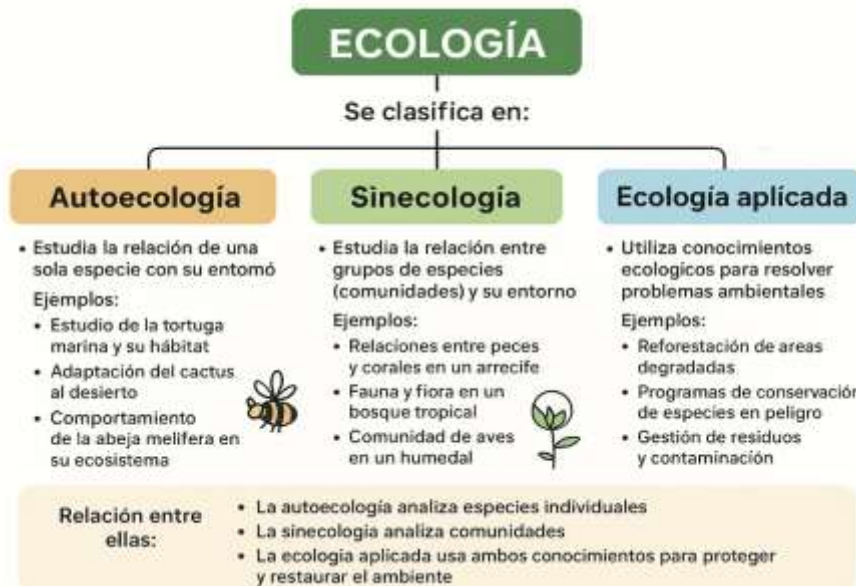 ECOLOGÍA
Se clasifica en:
Autoecología
• Estudia la relación de una
sola especie con su entomó
Ejemplos:
• Estudio de la tortuga
marina y su hábitat
• Adaptación del cactus
al desierto
• Comportamiento
de la abeja melifera en
su ecosistema
Sinecología
• Estudia la relación entre
grupos de especies
(comunidades) y su entorno
Ejemplos:
• Relaciones entre peces
y corales en un arrecife
• Fauna y fiora en un
bosque tropical
• Comunidad de aves
en un humedal
Ecología aplícada
• Utiliza conocimientos
ecologicos para resolver
problemas ambientales
Ejemplos:
• Reforestación de areas
degradadas
• Programas de conservación
de especíes en peligro
• Gestión de residuos
y contaminación
Relación entre
ellas:
• La autoecología analiza especies individuales
• La sinecología analiza comunidades
• La ecologia aplicada usa ambos conocimientos para proteger
y restaurar el ambiente